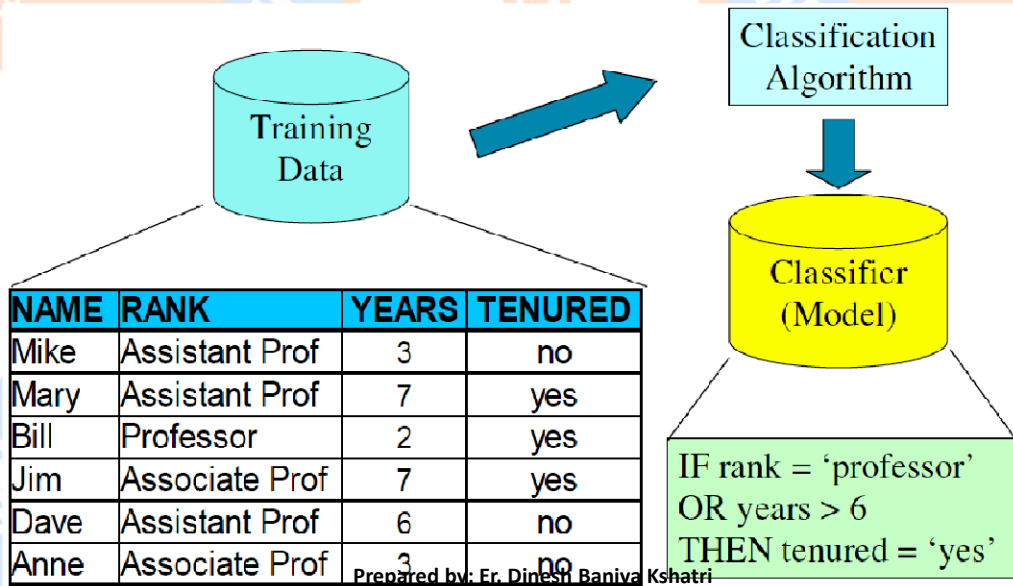 Training
Data
Classification
Algorithm
Classifier
(Model)
NAME RANK YEARS TENURED
Mike Assistant Prof 3 no
Mary Assistant Prof 7 yes
Bill Professor 2 yes
Jim Associate Prof 7 yes
Dave Assistant Prof 6 no
Anne Associate Prof 3 no
IF rank = ‘professor’
OR years > 6
THEN tenured = ‘yes’
Prepared by: Er. Dinesh Baniya Kshatri